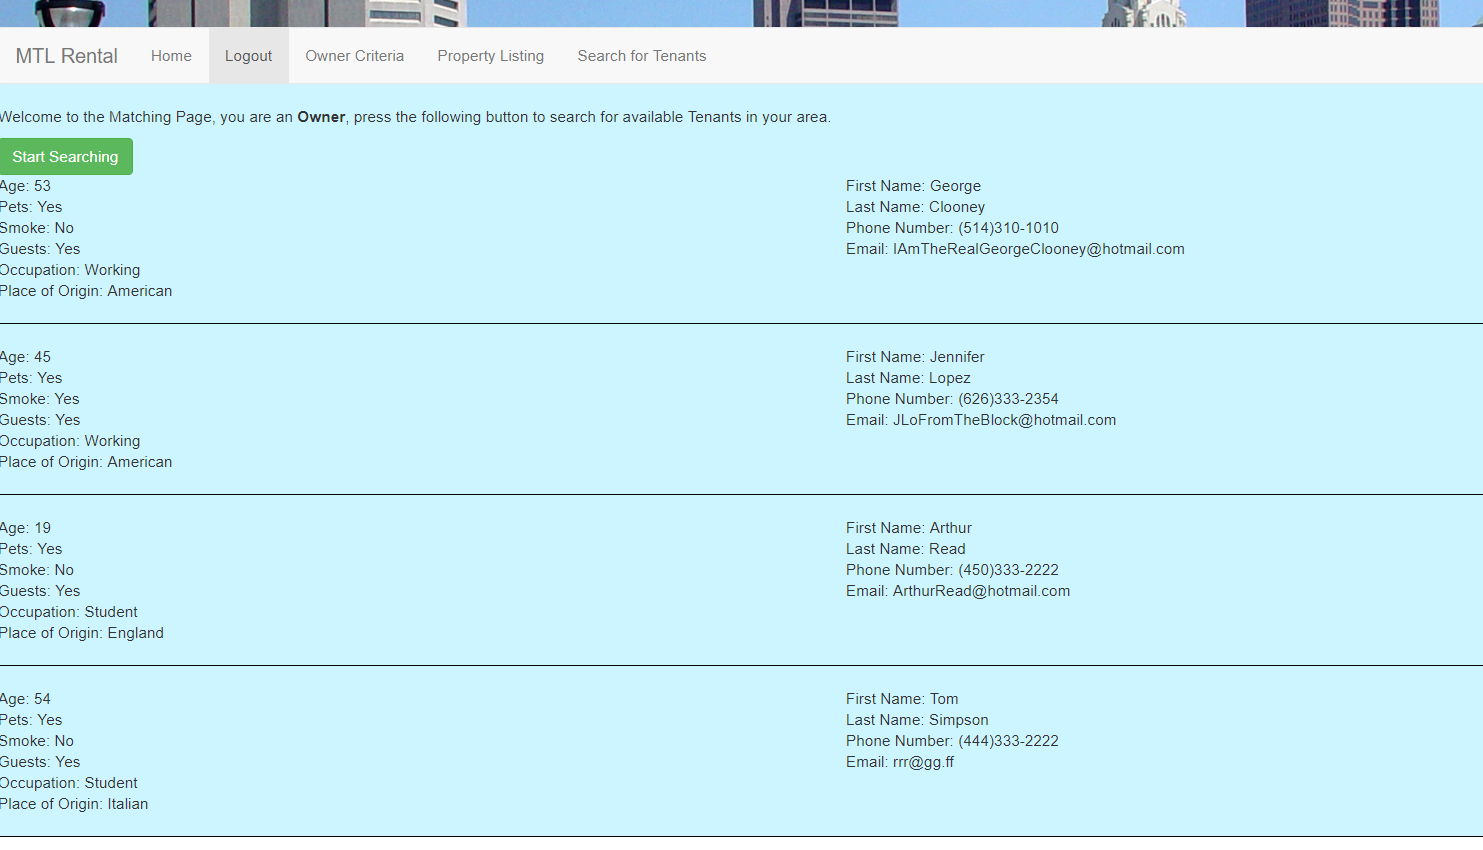 MTL Rental Home Logout Owner Criteria Property Listing Search for Tenants
Welcome to the Matching Page, you are an Owner, press the following button to search for available Tenants in your area.
Start Searching
Age: 53
Pets: Yes
Smoke: No
Guests: Yes
Occupation: Working
Place of Origin: American
First Name: George
Last Name: Clooney
Phone Number: (514)310-1010
Email: IAmTheRealGeorgeClooney@hotmail.com
Age: 45
Pets: Yes
Smoke: Yes
Guests: Yes
Occupation: Working
Place of Origin: American
First Name: Jennifer
Last Name: Lopez
Phone Number: (626)333-2354
Email: JLoFromTheBlock@hotmail.com
Age: 19
Pets: Yes
Smoke: No
Guests: Yes
Occupation: Student
Place of Origin: England
First Name: Arthur
Last Name: Read
Phone Number: (450)333-2222
Email: ArthurRead@hotmail.com
Age: 54
Pets: Yes
Smoke: No
Guests: Yes
Occupation: Student
Place of Origin: Italian
First Name: Tom
Last Name: Simpson
Phone Number: (444)333-2222
Email: rrr@gg.ff